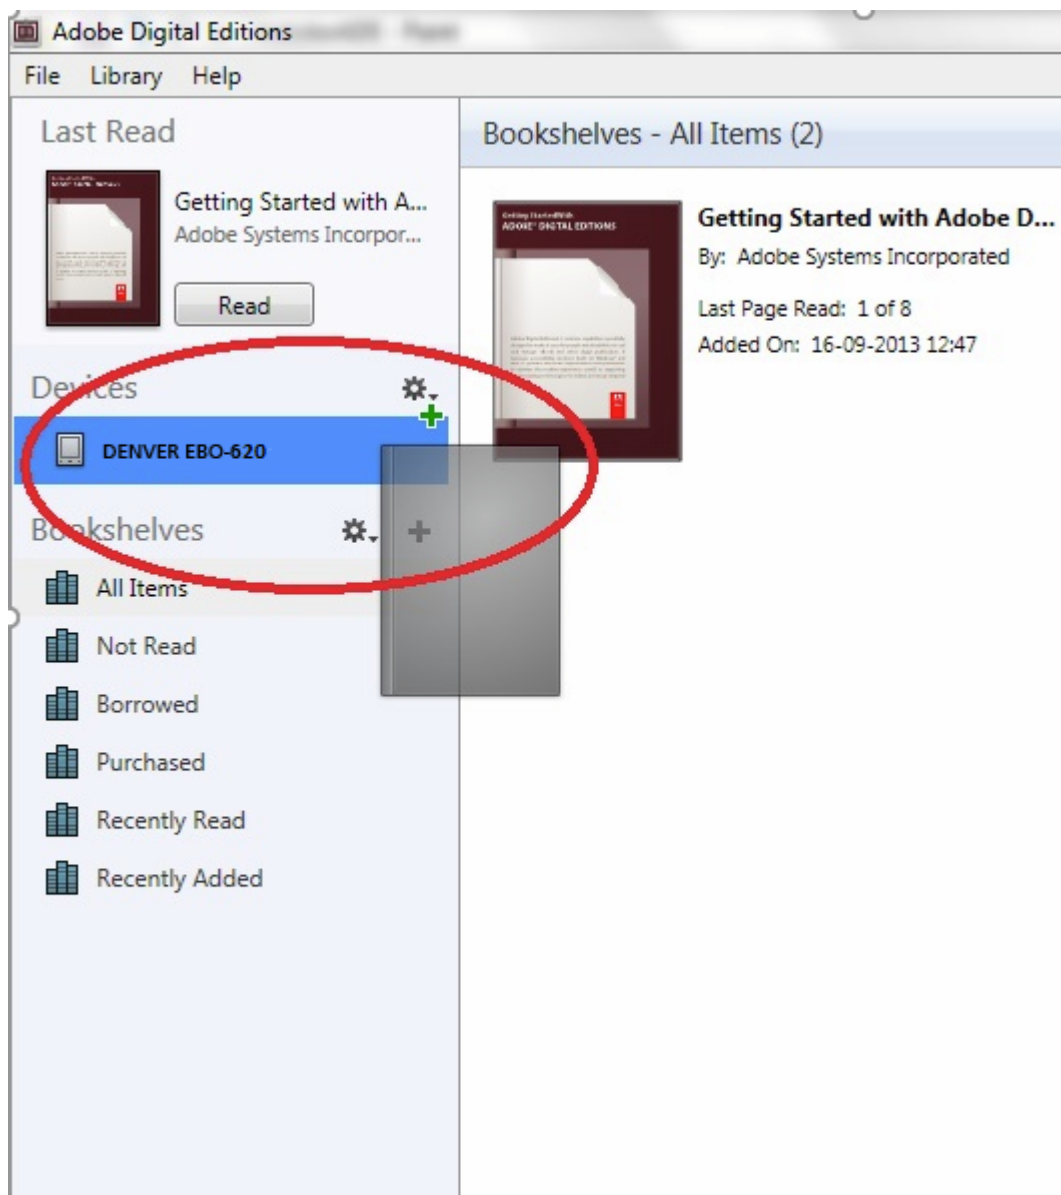 Adobe Digital Editions
File Library Help
Last Read
Getting Started with A...
Adobe Systems Incorpor...
Read
Devices
DENVER EBO-620
Bookshelves
All Items
Not Read
Borrowed
Purchased
Recently Read
Recently Added
Bookshelves - All Items (2)
Getting Started With
ADOBE® DIGITAL EDITIONS
Getting Started with Adobe D...
By: Adobe Systems Incorporated
Last Page Read: 1 of 8
Added On: 16-09-2013 12:47